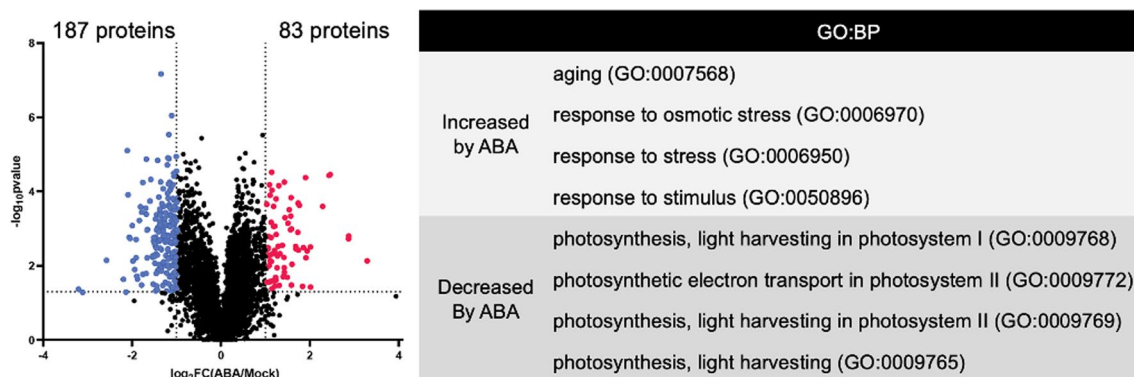 187 proteins
83 proteins
8
6
4
2
0
-log10pvalue
-4
-2
0
2
4
log2FC(ABA/Mock)
GO:BP
Increased
by ABA
aging (GO:0007568)
response to osmotic stress (GO:0006970)
response to stress (GO:0006950)
response to stimulus (GO:0050896)
Decreased
By ABA
photosynthesis, light harvesting in photosystem I (GO:0009768)
photosynthetic electron transport in photosystem II (GO:0009772)
photosynthesis, light harvesting in photosystem II (GO:0009769)
photosynthesis, light harvesting (GO:0009765)